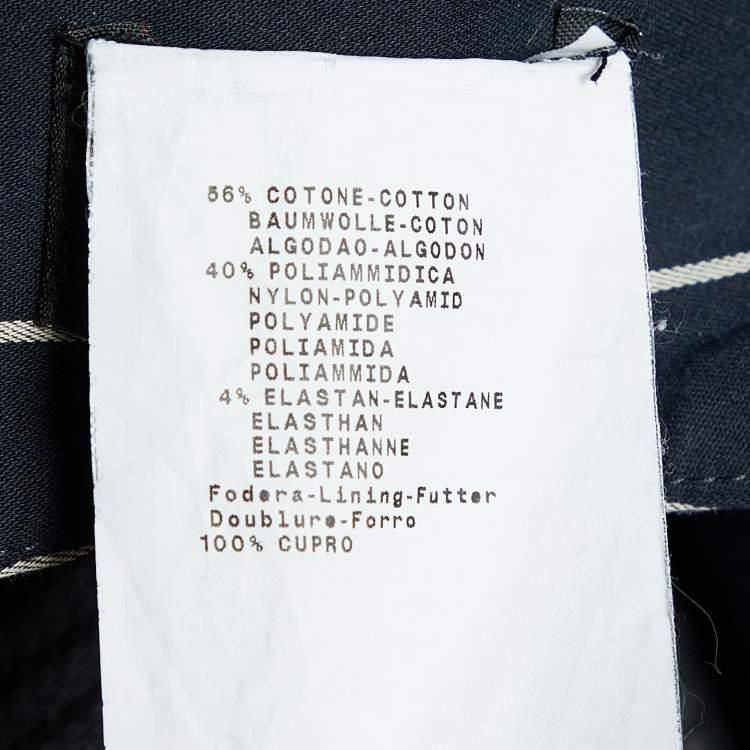 56% COTONE-COTTON
BAUMWOLLE-COTON
ALGODAO-ALGODON
40% POLIAMMIDICA
NYLON-POLYAMID
POLYAMIDE
POLIAMIDA
POLIAMMIDA
4% ELASTAN-ELASTANE
ELASTHAN
ELASTHANNE
ELASTANO
Fodera-Lining-Futter
Doublure-Forro
100% CUPRO